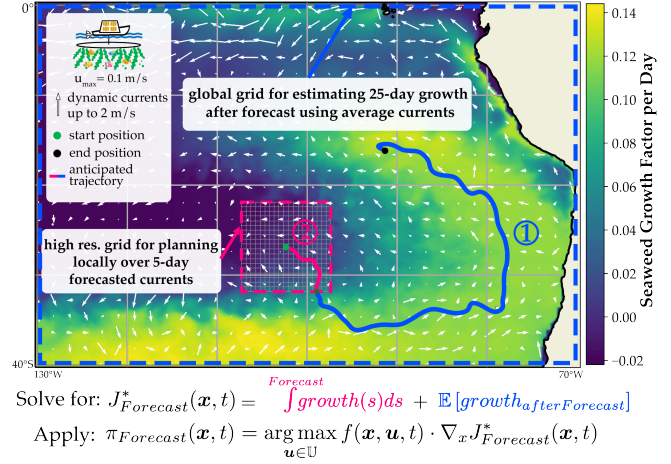 0°
u_max = 0.1 m/s
dynamic currents
up to 2 m/s
start position
end position
anticipated
trajectory
global grid for estimating 25-day growth
after forecast using average currents
high res. grid for planning
locally over 5-day
forecasted currents
②
①
40°S
130°W
70°W
0.14
0.12
0.10
0.08
0.06
0.04
0.02
0.00
−0.02
Seaweed Growth Factor per Day
Solve for: J*_Forecast(x, t) = ∫^Forecast growth(s)ds + 𝔼[growth_afterForecast]
Apply: π_Forecast(x, t) = arg max_{u∈𝕌} f(x, u, t) · ∇_x J*_Forecast(x, t)